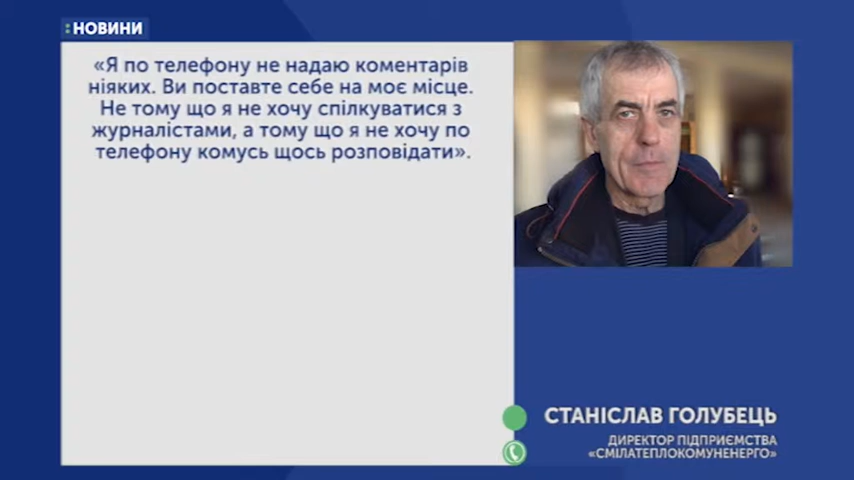 :НОВИНИ
«Я по телефону не надаю коментарів
ніяких. Ви поставте себе на моє місце.
Не тому що я не хочу спілкуватися з
журналістами, а тому що я не хочу по
телефону комусь щось розповідати».
СТАНІСЛАВ ГОЛУБЕЦЬ
ДИРЕКТОР ПІДПРИЄМСТВА
«СМІЛАТЕПЛОКОМУНЕНЕРГО»